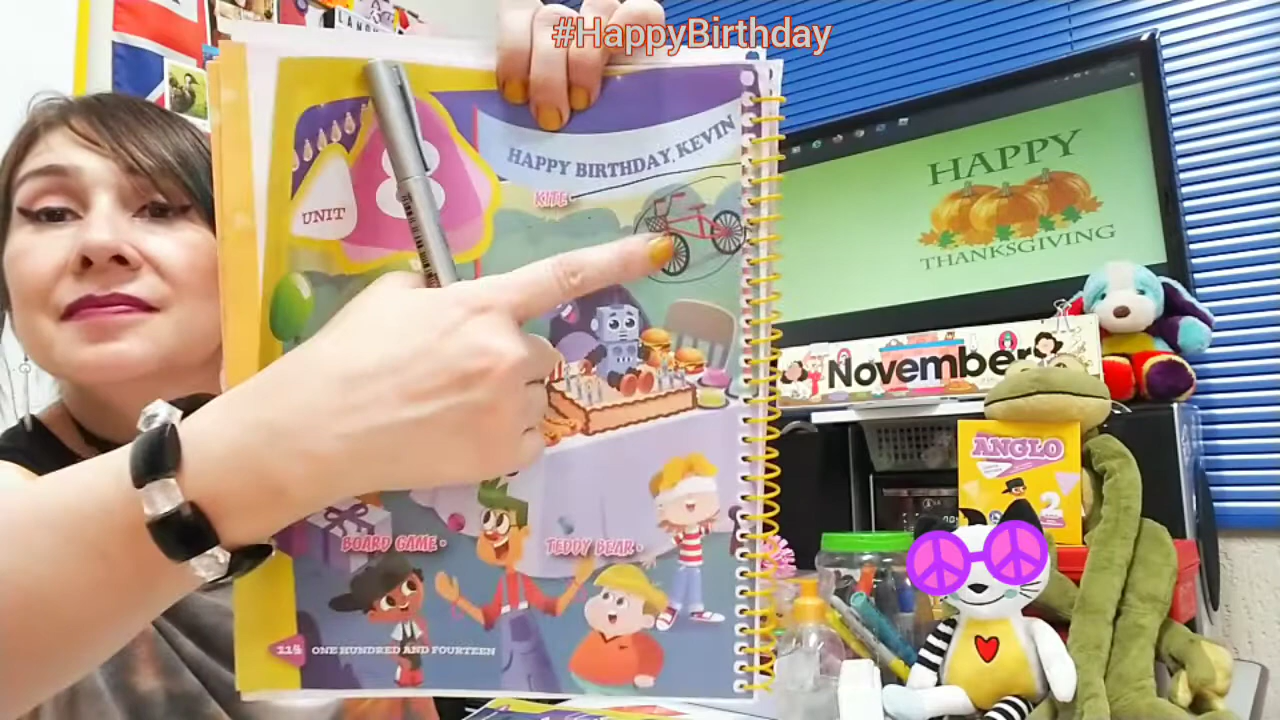 #HappyBirthday
UNIT
8
HAPPY BIRTHDAY, KEVIN
KITE
BOARD GAME
TEDDY BEAR
114 ONE HUNDRED AND FOURTEEN
HAPPY
THANKSGIVING
November
ANGLO
2